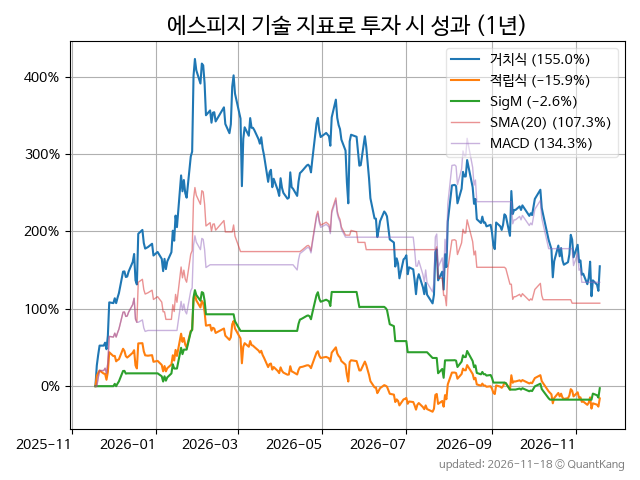 에스피지 기술 지표로 투자 시 성과 (1년)
거치식 (155.0%)
적립식 (−15.9%)
SigM (−2.6%)
SMA(20) (107.3%)
MACD (134.3%)
400%
300%
200%
100%
0%
2025-11 2026-01 2026-03 2026-05 2026-07 2026-09 2026-11
updated: 2026-11-18 © QuantKang